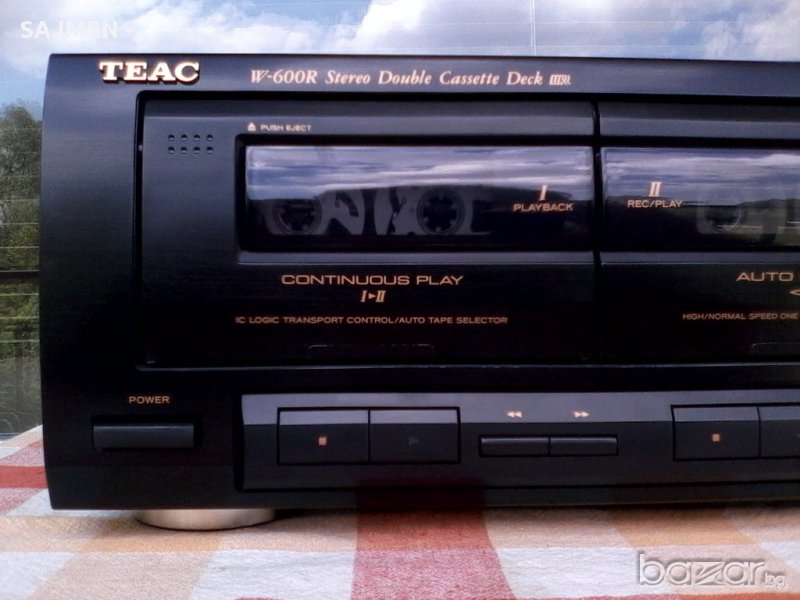 SAJMEN
TEAC
W-600R Stereo Double Cassette Deck
PUSH EJECT
I
PLAYBACK
II
REC/PLAY
CONTINUOUS PLAY
I▸II
IC LOGIC TRANSPORT CONTROL/AUTO TAPE SELECTOR
AUTO
HIGH/NORMAL SPEED ONE
POWER
bazar.bg